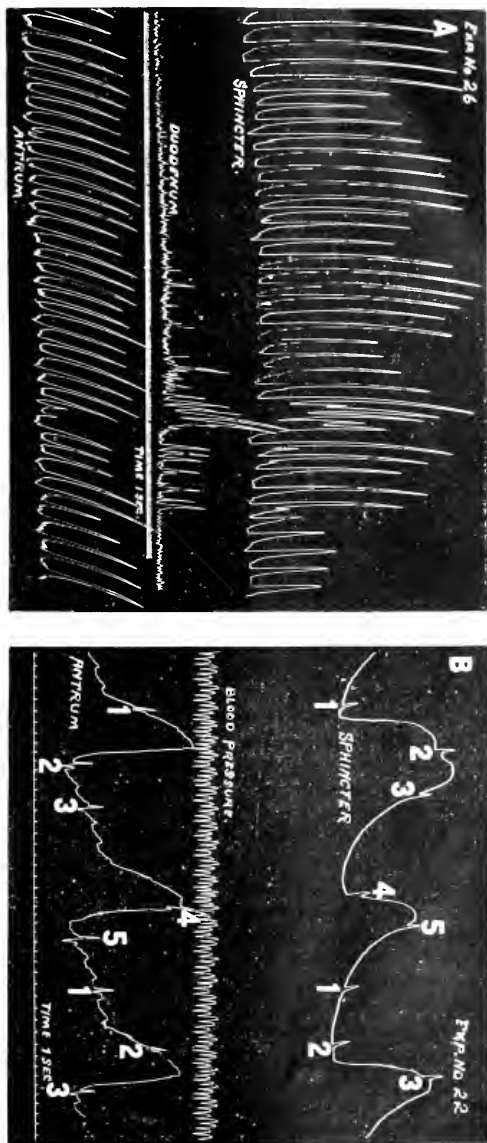 A
EXP. No 26
SPHINCTER.
DUODENUM
TIME 1 SEC.
ANTRUM
B
EXP. No 22
1 2 3 4 5 1 2 3
SPHINCTER
BLOOD PRESSURE.
ANTRUM
1 2 3 4 5 1 2 3
TIME 1 SEC